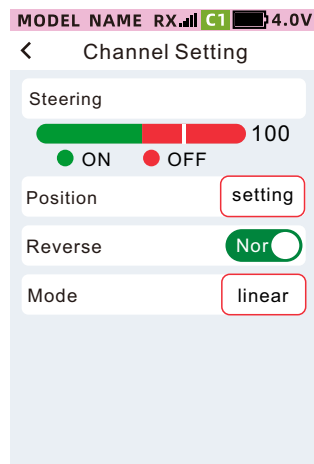 MODEL NAME RX C1 4.0V
Channel Setting
Steering
100
ON OFF
Position setting
Reverse Nor
Mode linear